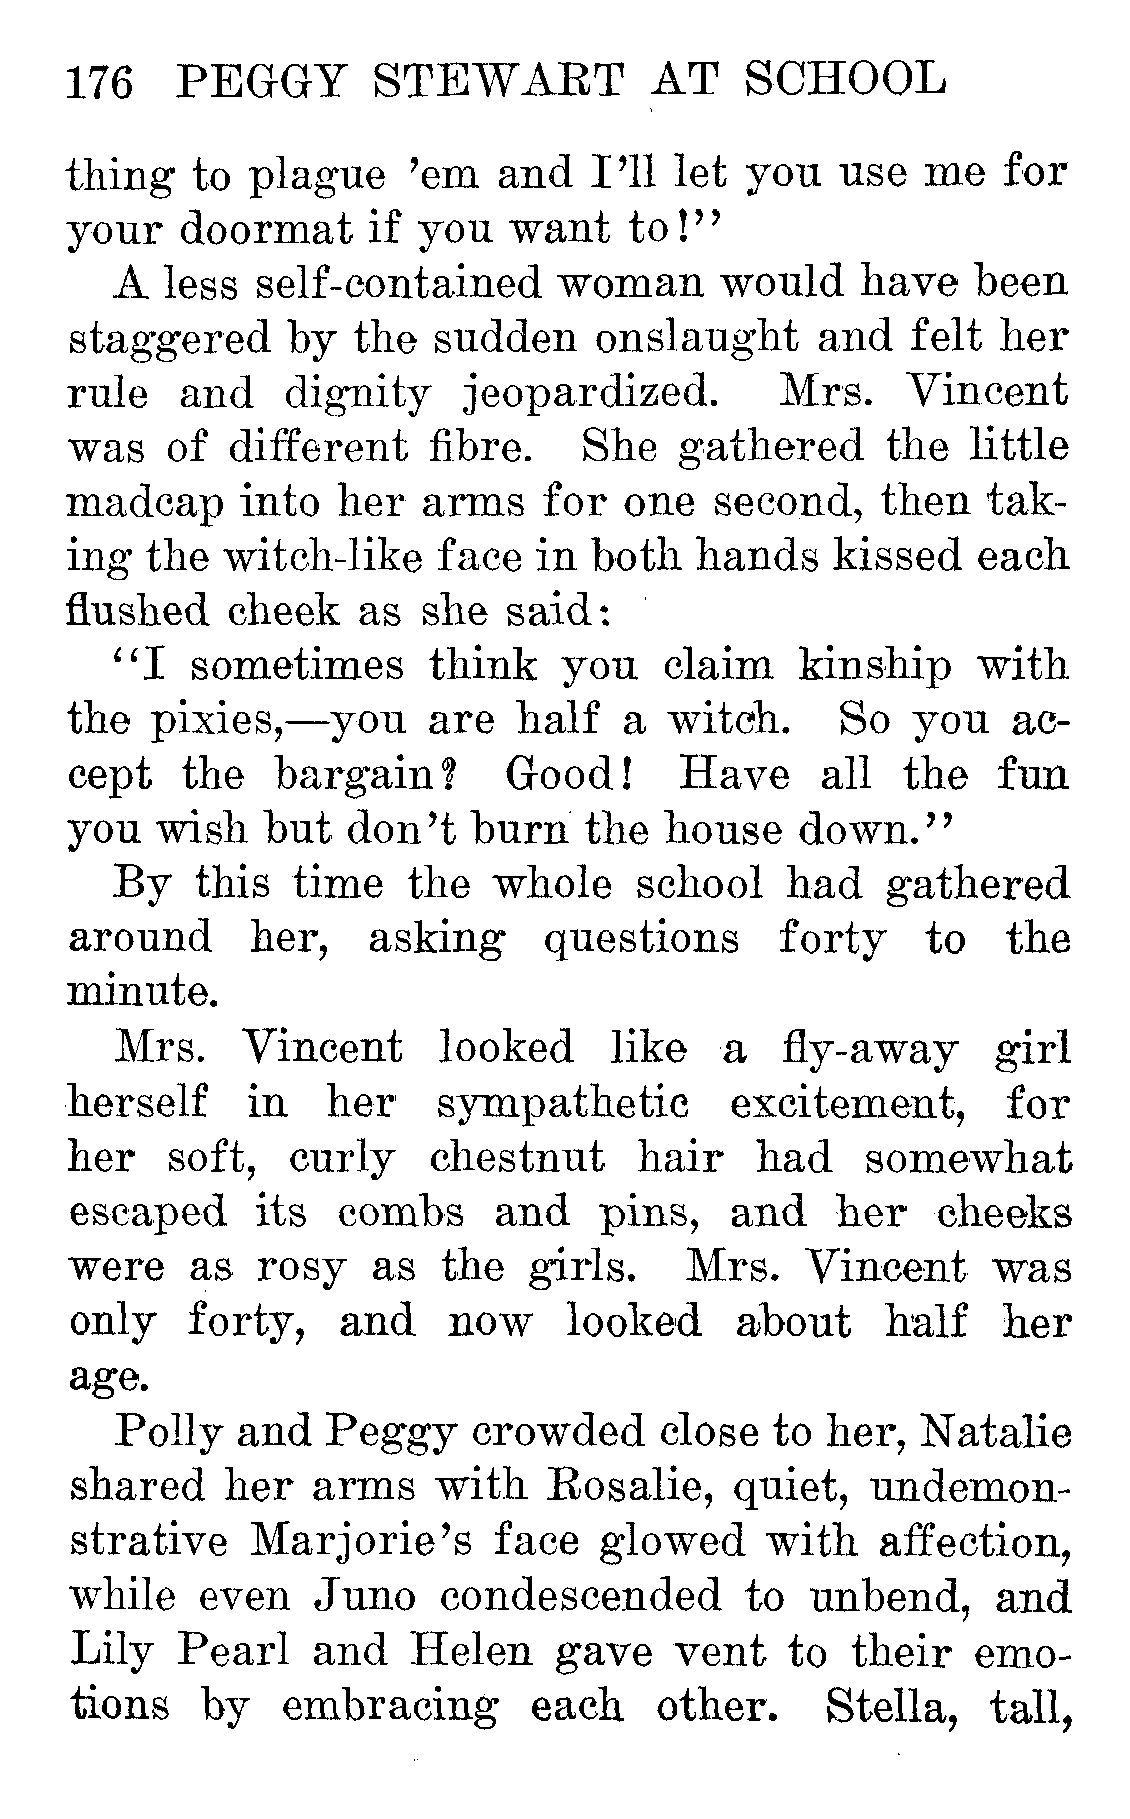 176 PEGGY STEWART AT SCHOOL
thing to plague ’em and I’ll let you use me for
your doormat if you want to!’’
A less self-contained woman would have been
staggered by the sudden onslaught and felt her
rule and dignity jeopardized. Mrs. Vincent
was of different fibre. She gathered the little
madcap into her arms for one second, then tak-
ing the witch-like face in both hands kissed each
flushed cheek as she said:
‘‘I sometimes think you claim kinship with
the pixies,—you are half a witch. So you ac-
cept the bargain? Good! Have all the fun
you wish but don’t burn the house down.’’
By this time the whole school had gathered
around her, asking questions forty to the
minute.
Mrs. Vincent looked like a fly-away girl
herself in her sympathetic excitement, for
her soft, curly chestnut hair had somewhat
escaped its combs and pins, and her cheeks
were as rosy as the girls. Mrs. Vincent was
only forty, and now looked about half her
age.
Polly and Peggy crowded close to her, Natalie
shared her arms with Rosalie, quiet, undemon-
strative Marjorie’s face glowed with affection,
while even Juno condescended to unbend, and
Lily Pearl and Helen gave vent to their emo-
tions by embracing each other. Stella, tall,